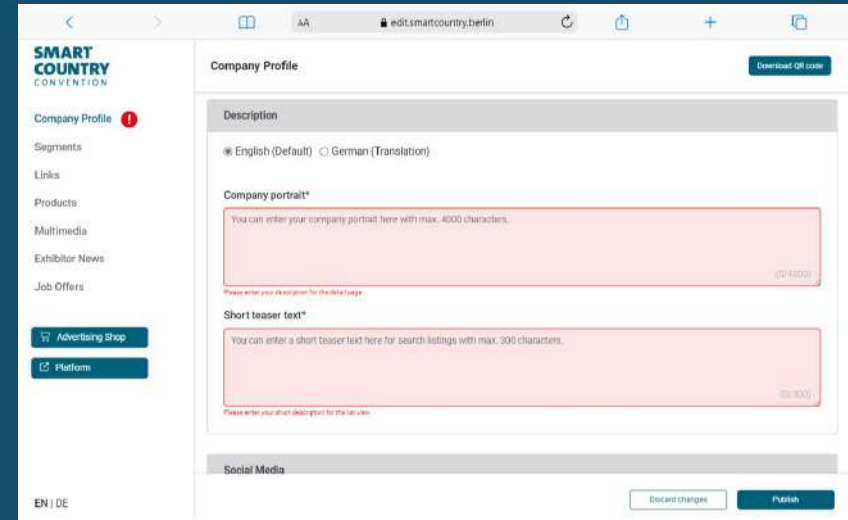 AA edit.smartcountry.berlin
SMART
COUNTRY
CONVENTION
Company Profile
Download QR code
Company Profile
Segments
Links
Products
Multimedia
Exhibitor News
Job Offers
Advertising Shop
Platform
EN | DE
Description
English (Default) German (Translation)
Company portrait*
You can enter your company portrait here with max. 4000 characters.
(0/4000)
Please enter your description for the detail page
Short teaser text*
You can enter a short teaser text here for search listings with max. 300 characters.
(0/300)
Please enter your short description for the list view
Social Media
Discard changes
Publish